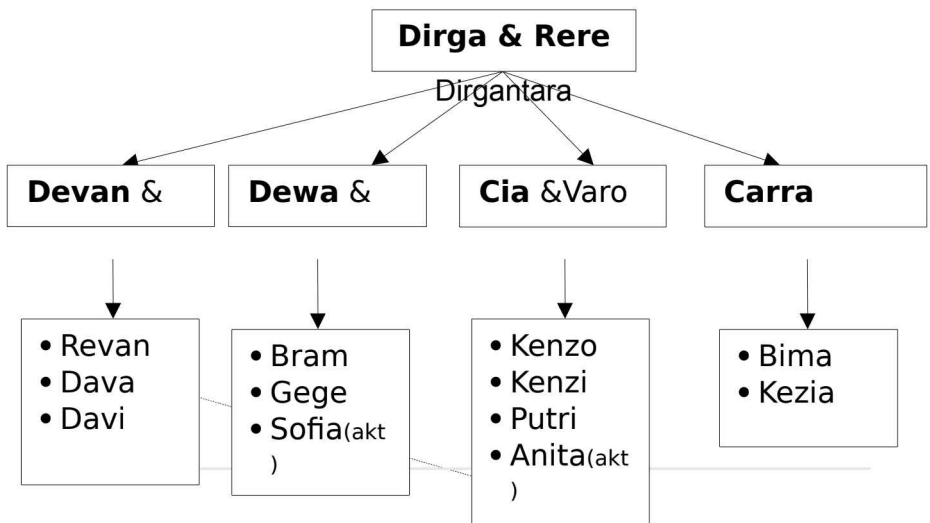 Dirga & Rere
Dirgantara
Devan &
Dewa &
Cia &Varo
Carra
• Revan
• Dava
• Davi
• Bram
• Gege
• Sofia(akt
)
• Kenzo
• Kenzi
• Putri
• Anita(akt
)
• Bima
• Kezia